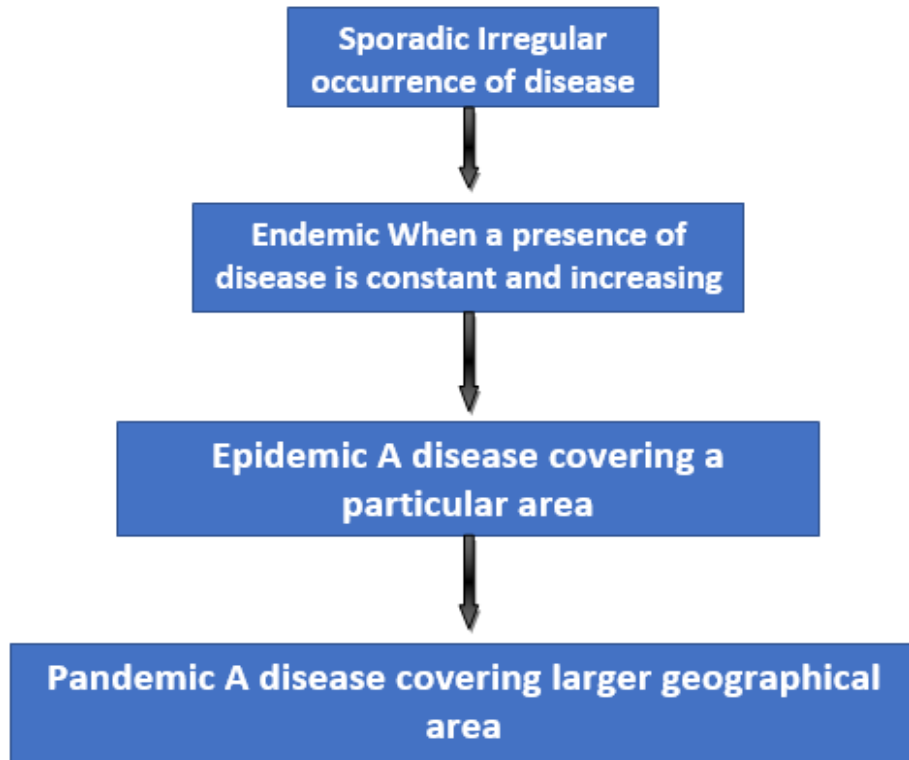 Sporadic Irregular
occurrence of disease
Endemic When a presence of
disease is constant and increasing
Epidemic A disease covering a
particular area
Pandemic A disease covering larger geographical
area